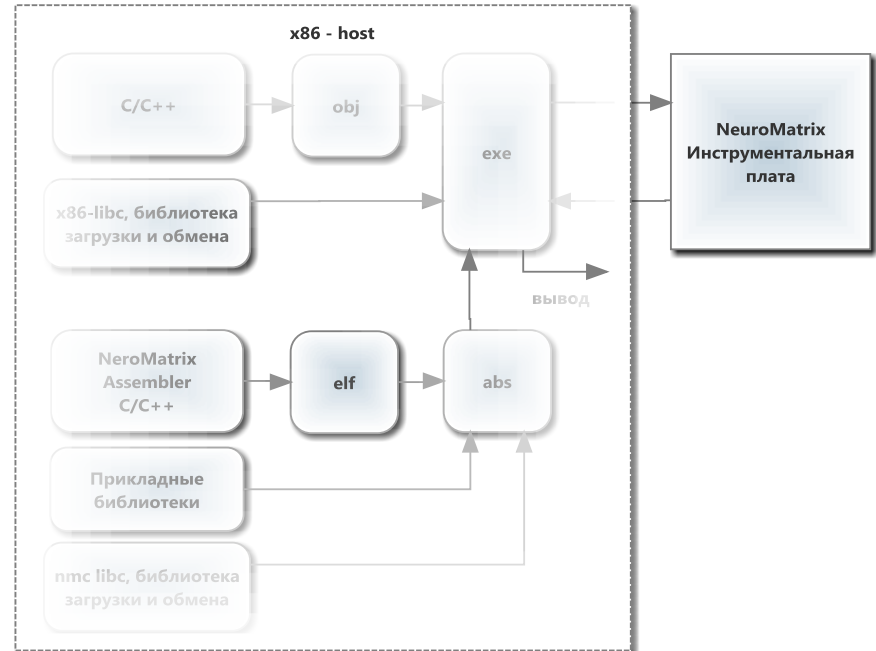 x86 - host
C/C++
obj
exe
NeuroMatrix
Инструментальная
плата
x86-libc, библиотека
загрузки и обмена
вывод
NeroMatrix
Assembler
C/C++
elf
abs
Прикладные
библиотеки
nmc libc, библиотека
загрузки и обмена